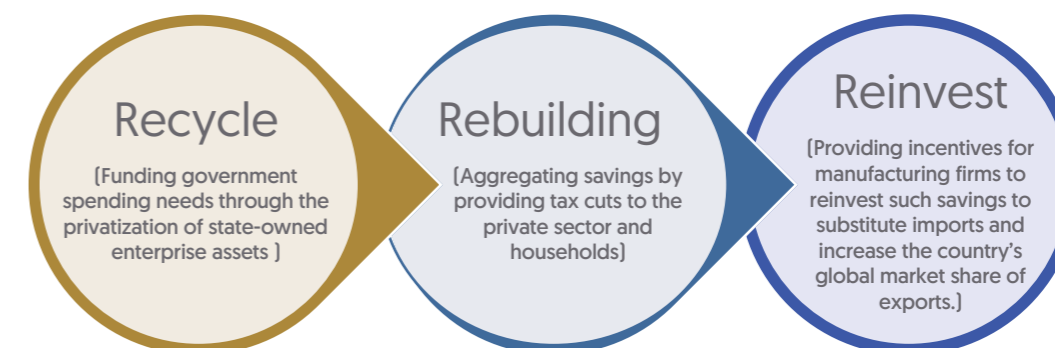 Recycle
(Funding government
spending needs through the
privatization of state-owned
enterprise assets )
Rebuilding
(Aggregating savings by
providing tax cuts to the
private sector and
households)
Reinvest
(Providing incentives for
manufacturing firms to
reinvest such savings to
substitute imports and
increase the country’s
global market share of
exports.)